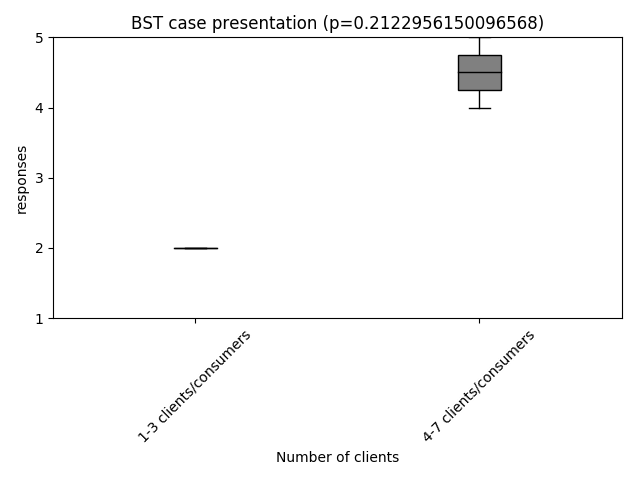 BST case presentation (p=0.2122956150096568)
5
4
3
2
1
responses
1-3 clients/consumers
4-7 clients/consumers
Number of clients